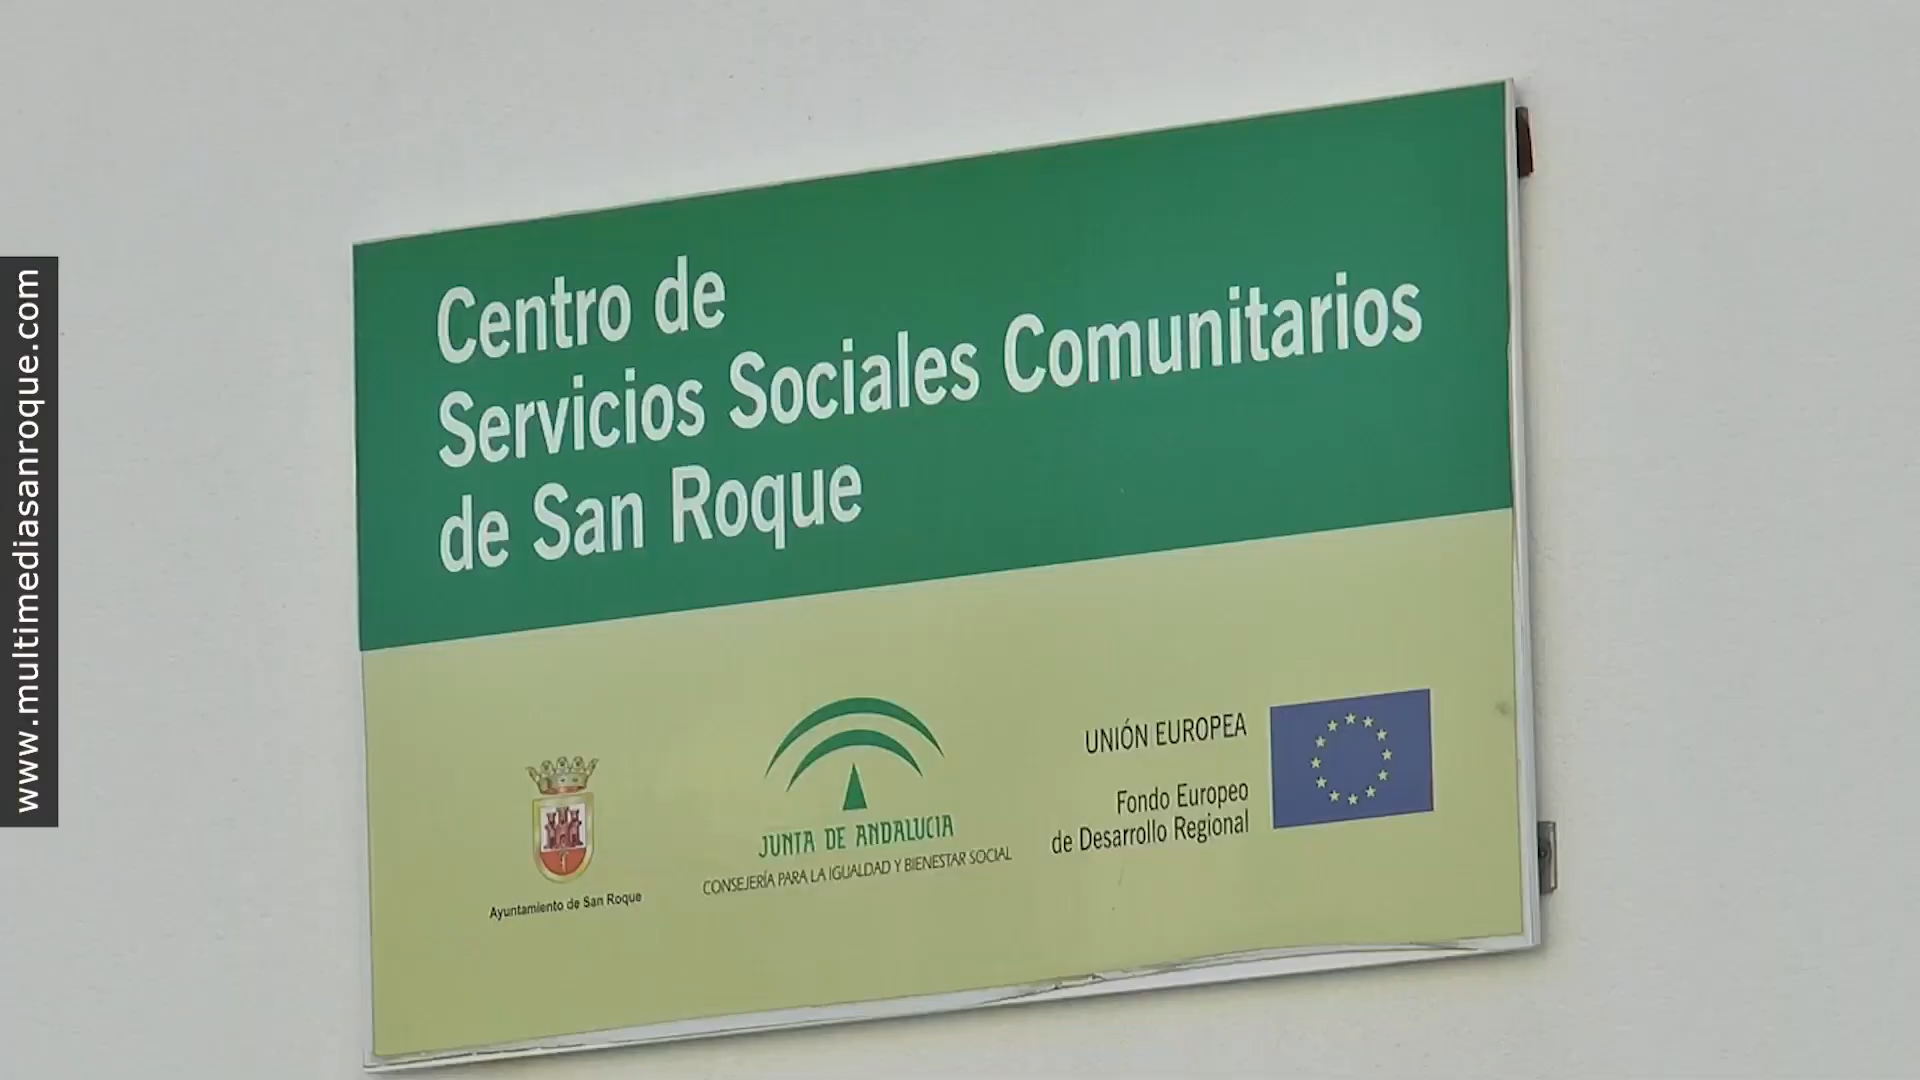 www.multimediasanroque.com
Centro de
Servicios Sociales Comunitarios
de San Roque
Ayuntamiento de San Roque
JUNTA DE ANDALUCIA
CONSEJERÍA PARA LA IGUALDAD Y BIENESTAR SOCIAL
UNIÓN EUROPEA
Fondo Europeo
de Desarrollo Regional